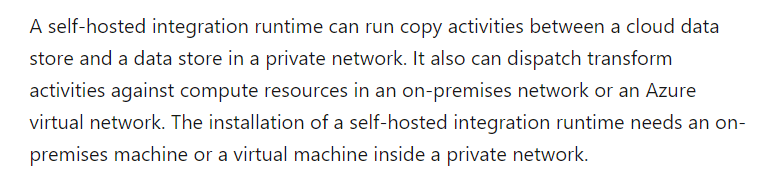 A self-hosted integration runtime can run copy activities between a cloud data
store and a data store in a private network. It also can dispatch transform
activities against compute resources in an on-premises network or an Azure
virtual network. The installation of a self-hosted integration runtime needs an on-
premises machine or a virtual machine inside a private network.